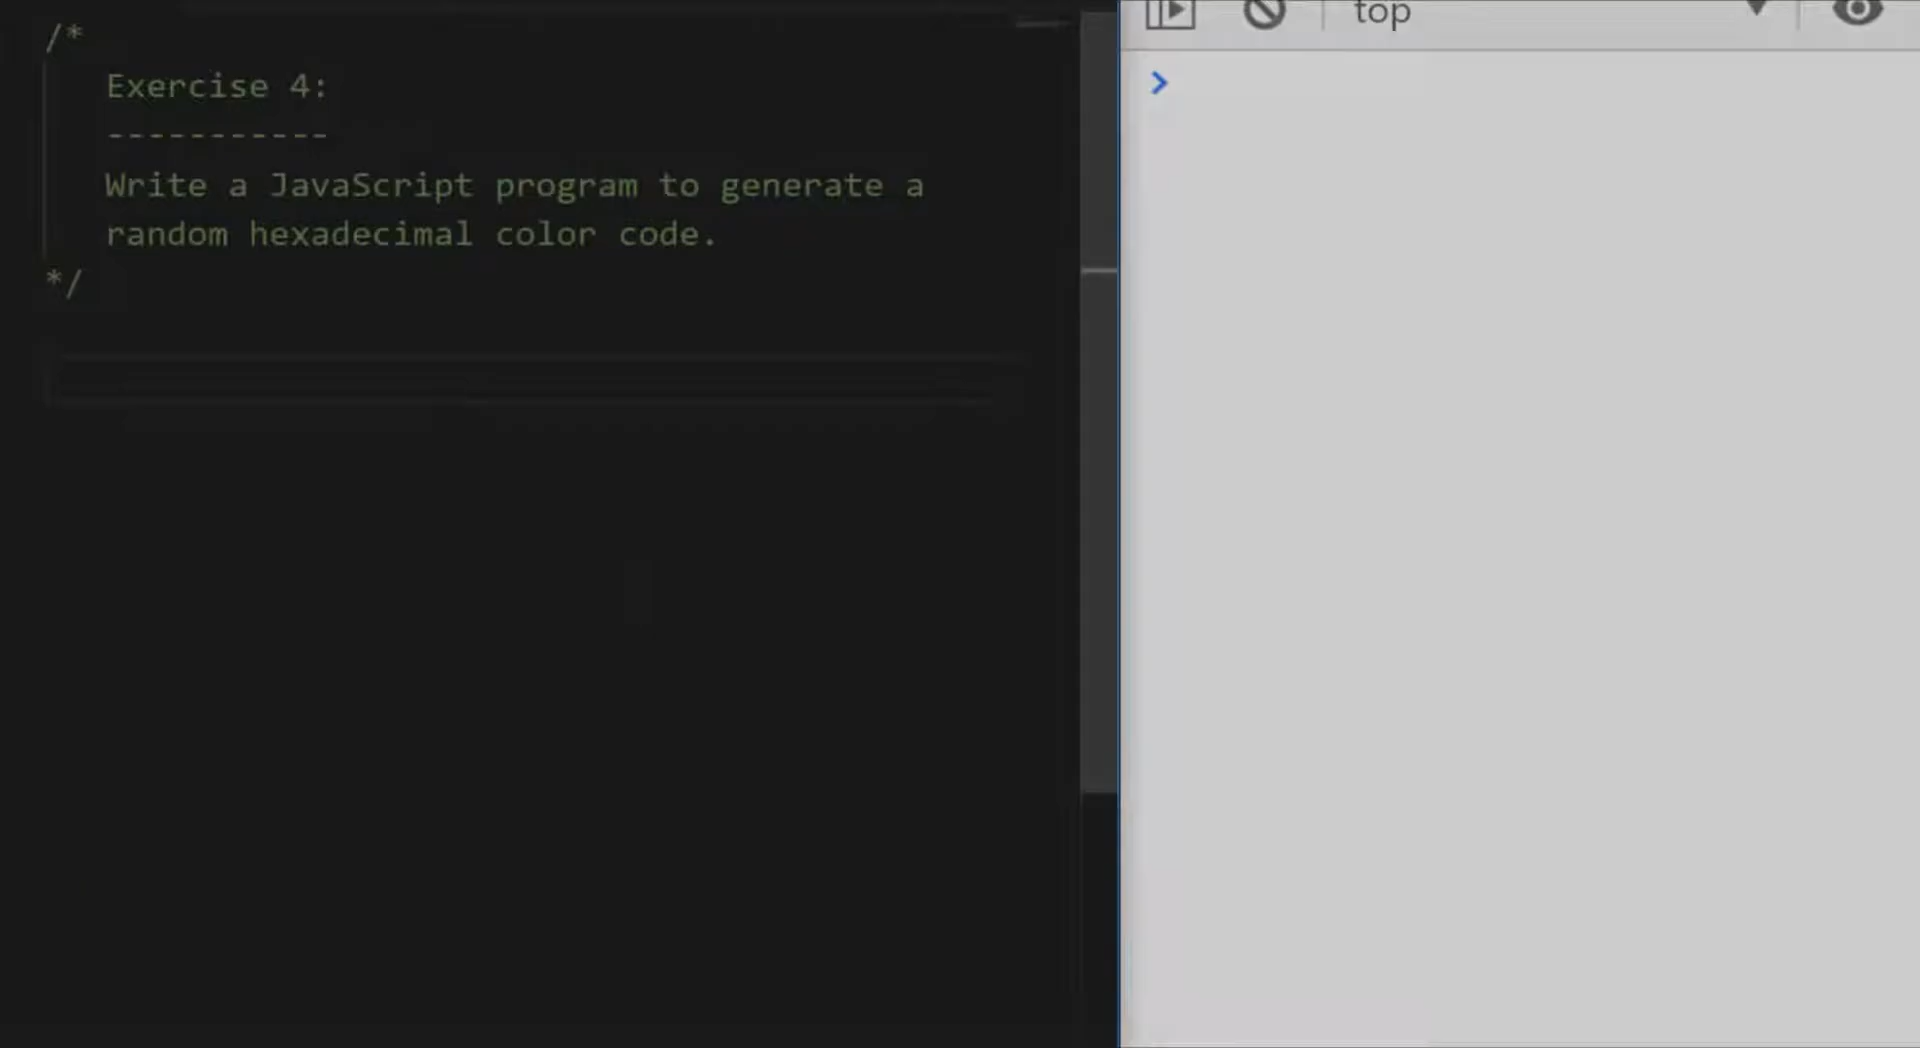 /*
Exercise 4:
-----------
Write a JavaScript program to generate a
random hexadecimal color code.
*/
top
>